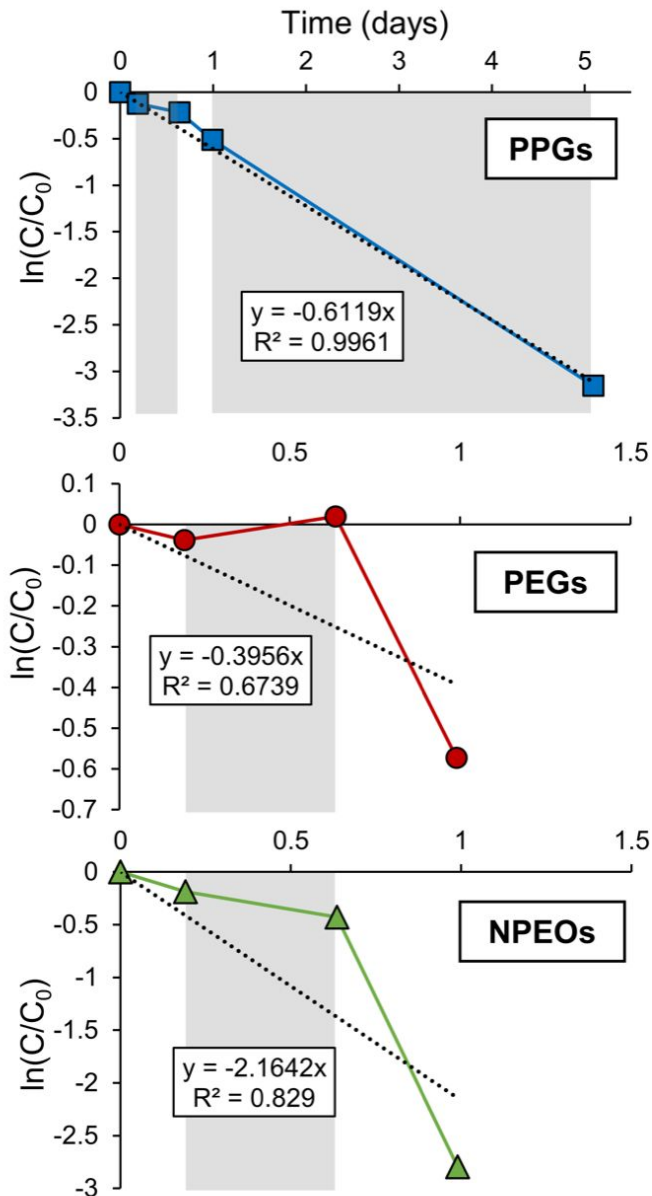 Time (days)
0 1 2 3 4 5
0
-0.5
-1
-1.5
-2
-2.5
-3
-3.5
ln(C/C₀)
PPGs
y = -0.6119x
R² = 0.9961
0 0.5 1 1.5
0.1
0
-0.1
-0.2
-0.3
-0.4
-0.5
-0.6
-0.7
ln(C/C₀)
PEGs
y = -0.3956x
R² = 0.6739
0 0.5 1 1.5
0
-0.5
-1
-1.5
-2
-2.5
-3
ln(C/C₀)
NPEOs
y = -2.1642x
R² = 0.829